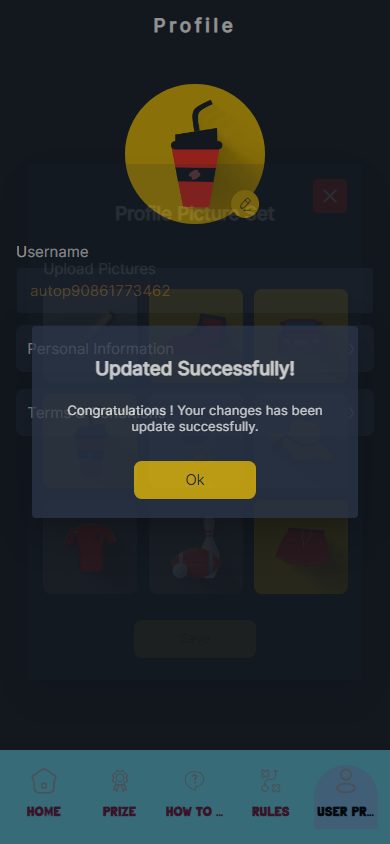 Profile
Profile Picture Set
Username
Upload Pictures
autop90861773462
Personal Information
Updated Successfully!
Congratulations ! Your changes has been
update successfully.
Ok
Save
HOME
PRIZE
HOW TO ...
RULES
USER PR...